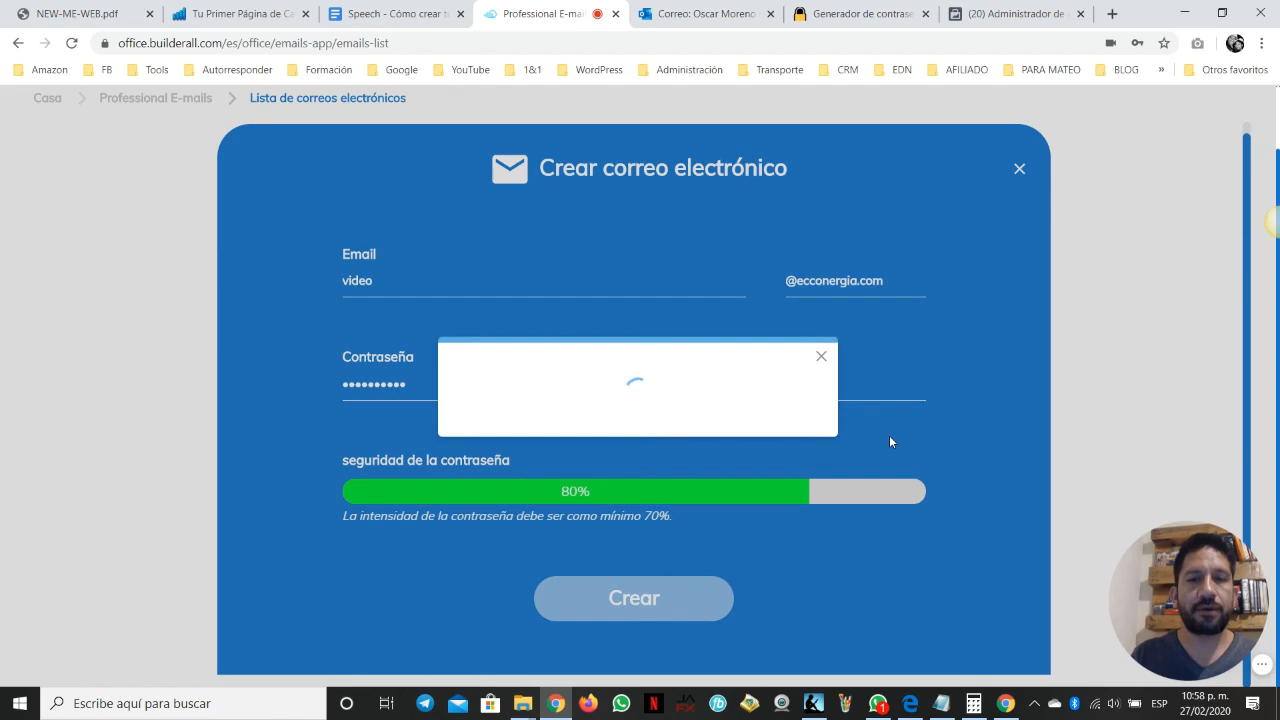 NEW-ME-WEB.pdf
Tu Primer Página de Ca
Speech - Cómo crear tu
Professional E-mai
Correo: Oscar Moreno
Generador de contrase
(20) Administrador de
office.builderall.com/es/office/emails-app/emails-list
Amazon
FB
Tools
Autorresponder
Formación
Google
YouTube
1&1
WordPress
Administración
Transporte
CRM
EDN
AFILIADO
PARA MATEO
BLOG
»
Otros favoritos
Casa
Professional E-mails
Lista de correos electrónicos
Crear correo electrónico
Email
video
@ecconergia.com
Contraseña
••••••••••
seguridad de la contraseña
80%
La intensidad de la contraseña debe ser como mínimo 70%.
Crear
Escribe aquí para buscar
1
ESP
10:58 p. m.
27/02/2020